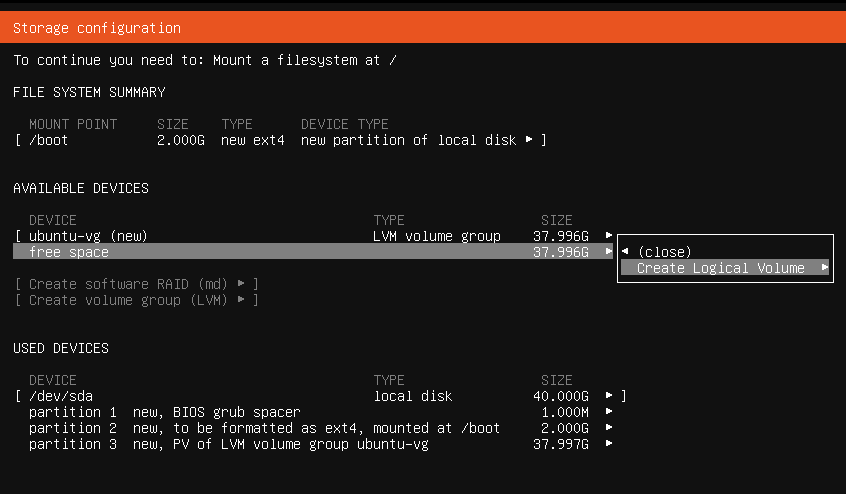 Storage configuration
To continue you need to: Mount a filesystem at /
FILE SYSTEM SUMMARY
MOUNT POINT SIZE TYPE DEVICE TYPE
[ /boot 2.000G new ext4 new partition of local disk ▸ ]
AVAILABLE DEVICES
DEVICE TYPE SIZE
[ ubuntu-vg (new) LVM volume group 37.996G ▸
free space 37.996G ▸
◂ (close)
Create Logical Volume ▸
[ Create software RAID (md) ▸ ]
[ Create volume group (LVM) ▸ ]
USED DEVICES
DEVICE TYPE SIZE
[ /dev/sda local disk 40.000G ▸ ]
partition 1 new, BIOS grub spacer 1.000M ▸
partition 2 new, to be formatted as ext4, mounted at /boot 2.000G ▸
partition 3 new, PV of LVM volume group ubuntu-vg 37.997G ▸